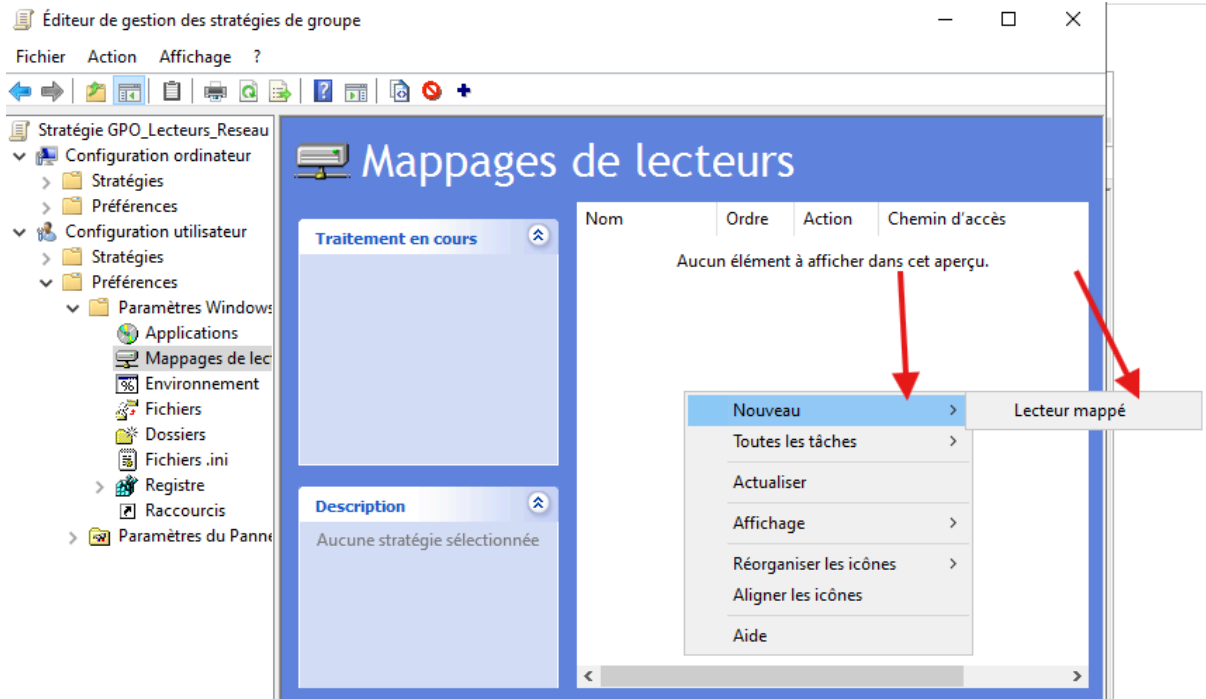 Éditeur de gestion des stratégies de groupe
Fichier Action Affichage ?
Stratégie GPO_Lecteurs_Reseau
Configuration ordinateur
Stratégies
Préférences
Configuration utilisateur
Stratégies
Préférences
Paramètres Windows
Applications
Mappages de lec
Environnement
Fichiers
Dossiers
Fichiers .ini
Registre
Raccourcis
Paramètres du Panne
Mappages de lecteurs
Traitement en cours
Description
Aucune stratégie sélectionnée
Nom Ordre Action Chemin d'accès
Aucun élément à afficher dans cet aperçu.
Nouveau
Toutes les tâches
Actualiser
Affichage
Réorganiser les icônes
Aligner les icônes
Aide
Lecteur mappé